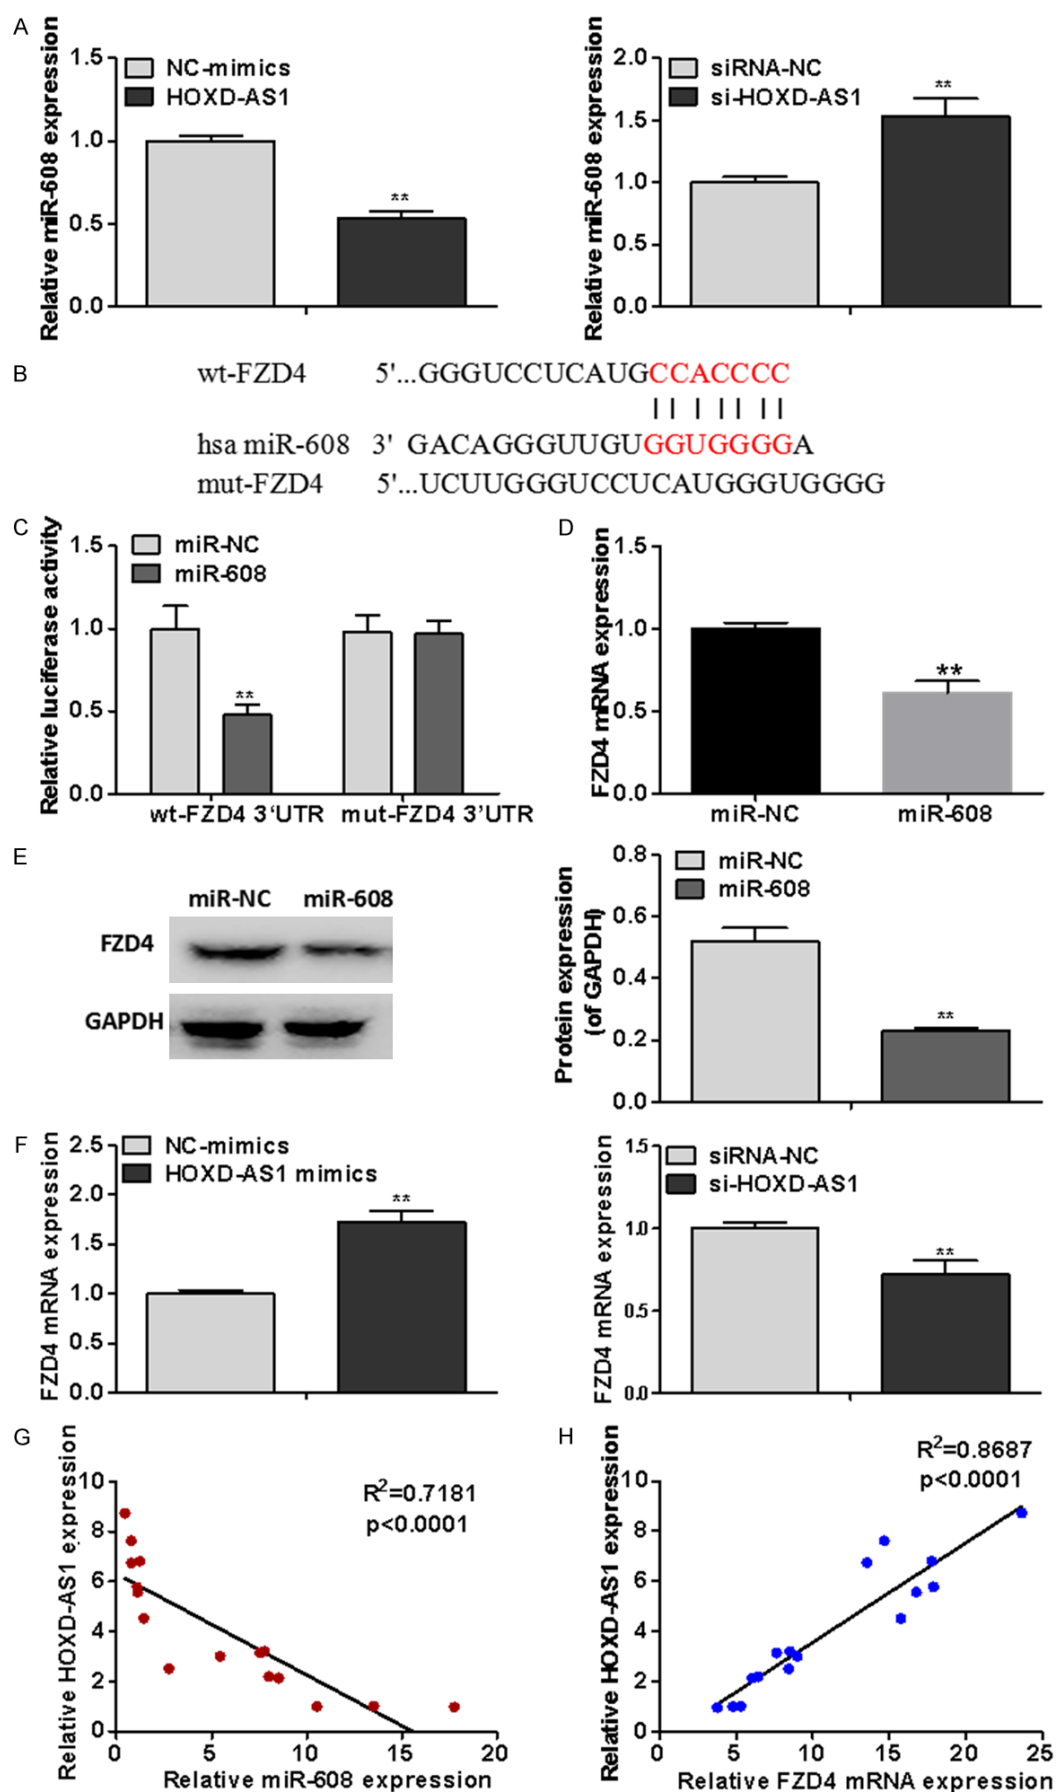 A
Relative miR-608 expression
1.5
1.0
0.5
0.0
NC-mimics
HOXD-AS1
**
Relative miR-608 expression
2.0
1.5
1.0
0.5
0.0
siRNA-NC
si-HOXD-AS1
**
B
wt-FZD4 5'...GGGUCCUCAUGCCACCCC
hsa miR-608 3' GACAGGGUUGUGGUGGGGA
mut-FZD4 5'...UCUUGGGUCCUCAUGGGUGGGG
C
Relative luciferase activity
1.5
1.0
0.5
0.0
miR-NC
miR-608
**
wt-FZD4 3‘UTR mut-FZD4 3’UTR
D
FZD4 mRNA expression
1.5
1.0
0.5
0.0
**
miR-NC miR-608
E
miR-NC miR-608
FZD4
GAPDH
Protein expression
(of GAPDH)
0.8
0.6
0.4
0.2
0.0
miR-NC
miR-608
**
F
FZD4 mRNA expression
2.5
2.0
1.5
1.0
0.5
0.0
NC-mimics
HOXD-AS1 mimics
**
FZD4 mRNA expression
1.5
1.0
0.5
0.0
siRNA-NC
si-HOXD-AS1
**
G
Relative HOXD-AS1 expression
10
8
6
4
2
0
R2=0.7181
p<0.0001
0 5 10 15 20
Relative miR-608 expression
H
Relative HOXD-AS1 expression
10
8
6
4
2
0
R2=0.8687
p<0.0001
0 5 10 15 20 25
Relative FZD4 mRNA expression